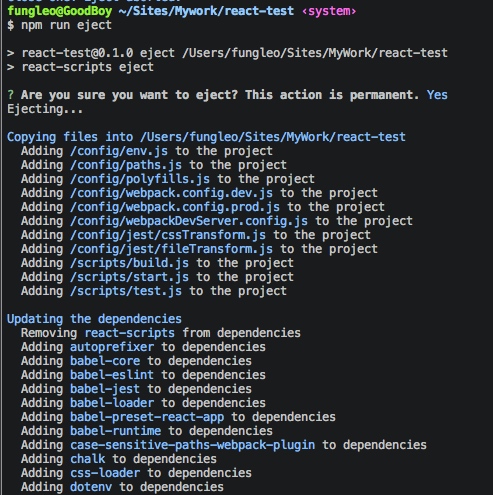 fungleo@GoodBoy ~/Sites/Mywork/react-test ‹system›
$ npm run eject
> react-test@0.1.0 eject /Users/fungleo/Sites/MyWork/react-test
> react-scripts eject
? Are you sure you want to eject? This action is permanent. Yes
Ejecting...
Copying files into /Users/fungleo/Sites/MyWork/react-test
Adding /config/env.js to the project
Adding /config/paths.js to the project
Adding /config/polyfills.js to the project
Adding /config/webpack.config.dev.js to the project
Adding /config/webpack.config.prod.js to the project
Adding /config/webpackDevServer.config.js to the project
Adding /config/jest/cssTransform.js to the project
Adding /config/jest/fileTransform.js to the project
Adding /scripts/build.js to the project
Adding /scripts/start.js to the project
Adding /scripts/test.js to the project
Updating the dependencies
Removing react-scripts from dependencies
Adding autoprefixer to dependencies
Adding babel-core to dependencies
Adding babel-eslint to dependencies
Adding babel-jest to dependencies
Adding babel-loader to dependencies
Adding babel-preset-react-app to dependencies
Adding babel-runtime to dependencies
Adding case-sensitive-paths-webpack-plugin to dependencies
Adding chalk to dependencies
Adding css-loader to dependencies
Adding dotenv to dependencies